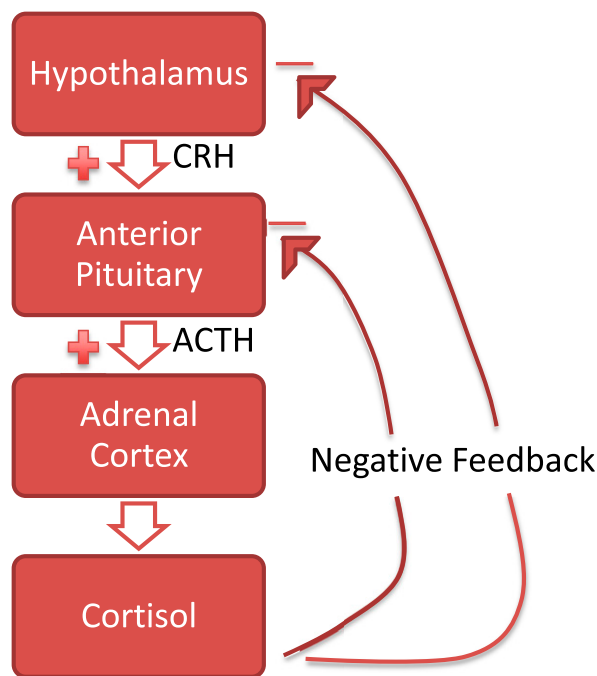 Hypothalamus
CRH
Anterior
Pituitary
ACTH
Adrenal
Cortex
Negative Feedback
Cortisol